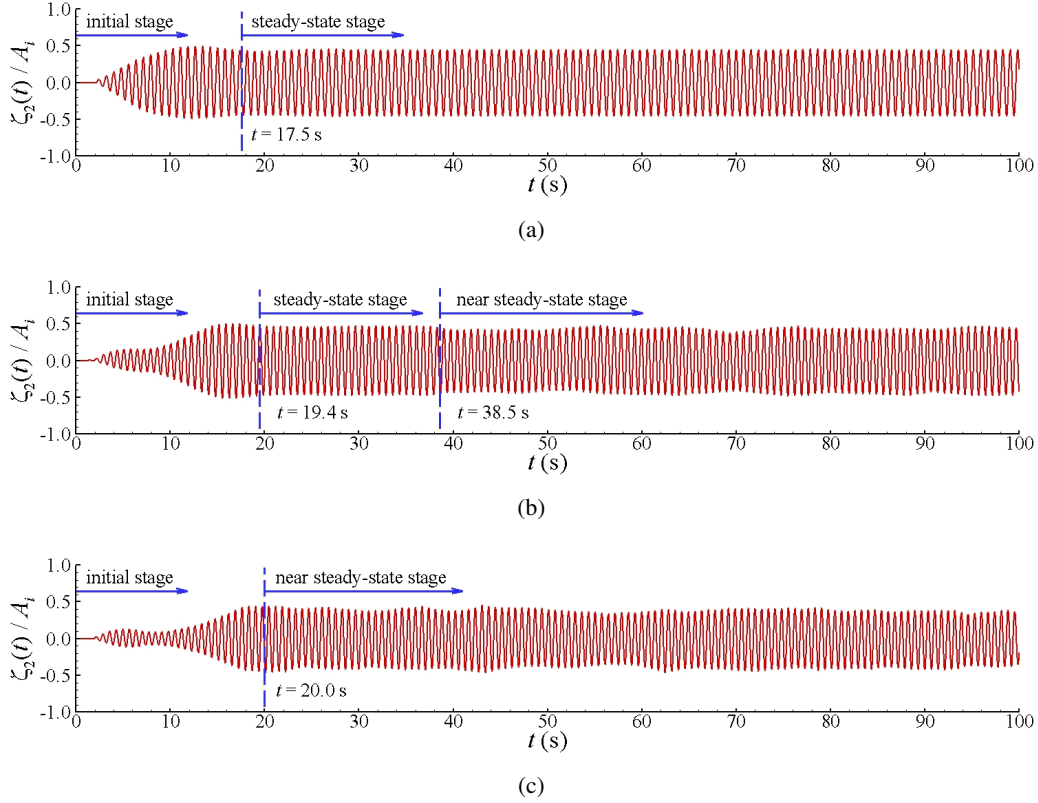 1.0
initial stage
steady-state stage
0.5
0.0
-0.5
t = 17.5 s
-1.0
0 10 20 30 40 50 60 70 80 90 100
ζ₂(t) / Aᵢ
t (s)
(a)
1.0
initial stage
steady-state stage
near steady-state stage
0.5
0.0
-0.5
t = 19.4 s
t = 38.5 s
-1.0
0 10 20 30 40 50 60 70 80 90 100
ζ₂(t) / Aᵢ
t (s)
(b)
1.0
initial stage
near steady-state stage
0.5
0.0
-0.5
t = 20.0 s
-1.0
0 10 20 30 40 50 60 70 80 90 100
ζ₂(t) / Aᵢ
t (s)
(c)